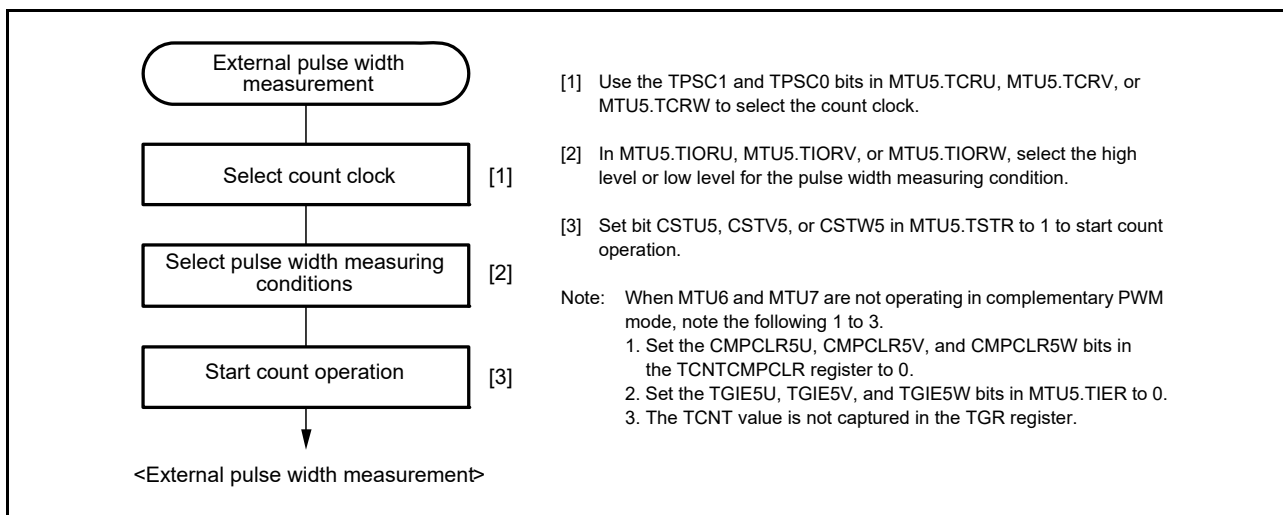 External pulse width
measurement
Select count clock
[1]
Select pulse width measuring
conditions
[2]
Start count operation
[3]
<External pulse width measurement>
[1] Use the TPSC1 and TPSC0 bits in MTU5.TCRU, MTU5.TCRV, or
MTU5.TCRW to select the count clock.
[2] In MTU5.TIORU, MTU5.TIORV, or MTU5.TIORW, select the high
level or low level for the pulse width measuring condition.
[3] Set bit CSTU5, CSTV5, or CSTW5 in MTU5.TSTR to 1 to start count
operation.
Note: When MTU6 and MTU7 are not operating in complementary PWM
mode, note the following 1 to 3.
1. Set the CMPCLR5U, CMPCLR5V, and CMPCLR5W bits in
the TCNTCMPCLR register to 0.
2. Set the TGIE5U, TGIE5V, and TGIE5W bits in MTU5.TIER to 0.
3. The TCNT value is not captured in the TGR register.